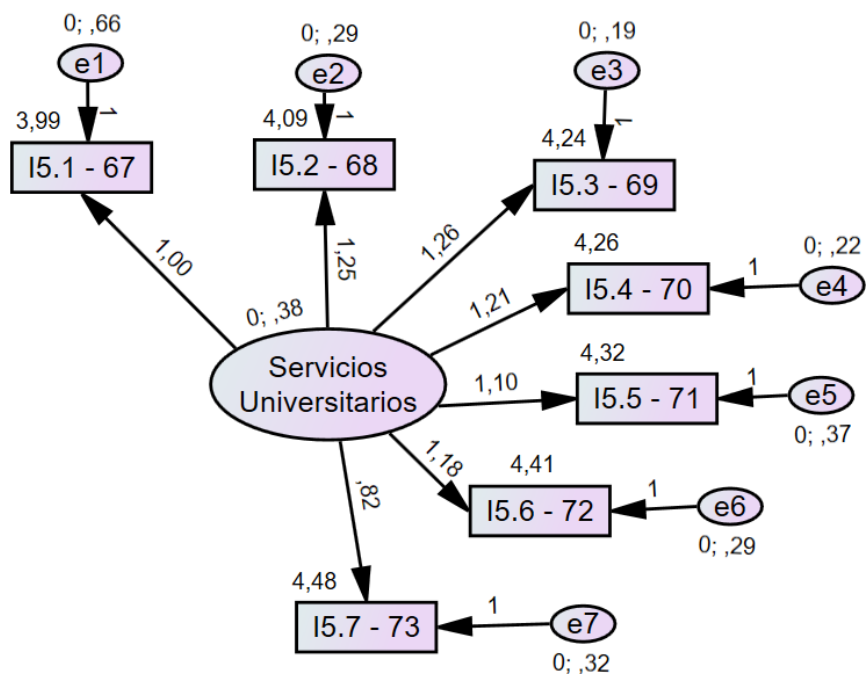 0; ,66
e1
1
3,99
I5.1 - 67
1,00
0; ,29
e2
1
4,09
I5.2 - 68
1,25
0; ,19
e3
1
4,24
I5.3 - 69
1,26
4,26
I5.4 - 70
1
0; ,22
e4
1,21
0; ,38
Servicios
Universitarios
4,32
I5.5 - 71
1
e5
0; ,37
1,10
4,41
I5.6 - 72
1
e6
0; ,29
1,18
,82
4,48
I5.7 - 73
1
e7
0; ,32